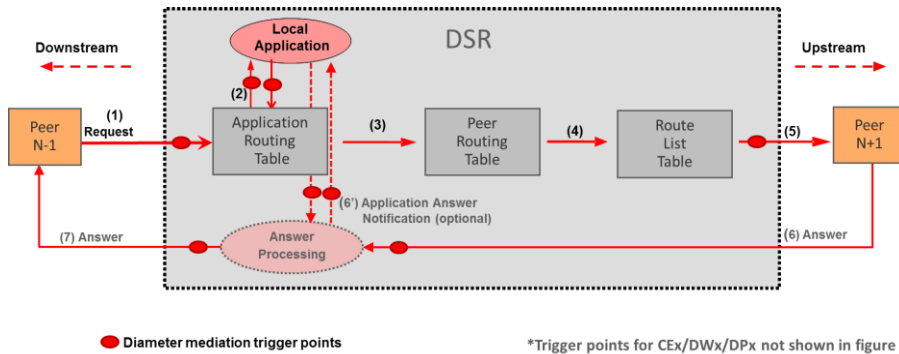 DSR
Downstream
Upstream
Local
Application
(1)
Request
(2)
(3)
(4)
(5)
Peer
N-1
Application
Routing
Table
Peer
Routing
Table
Route
List
Table
Peer
N+1
(6') Application Answer
Notification (optional)
(7) Answer
Answer
Processing
(6) Answer
Diameter mediation trigger points
*Trigger points for CEx/DWx/DPx not shown in figure